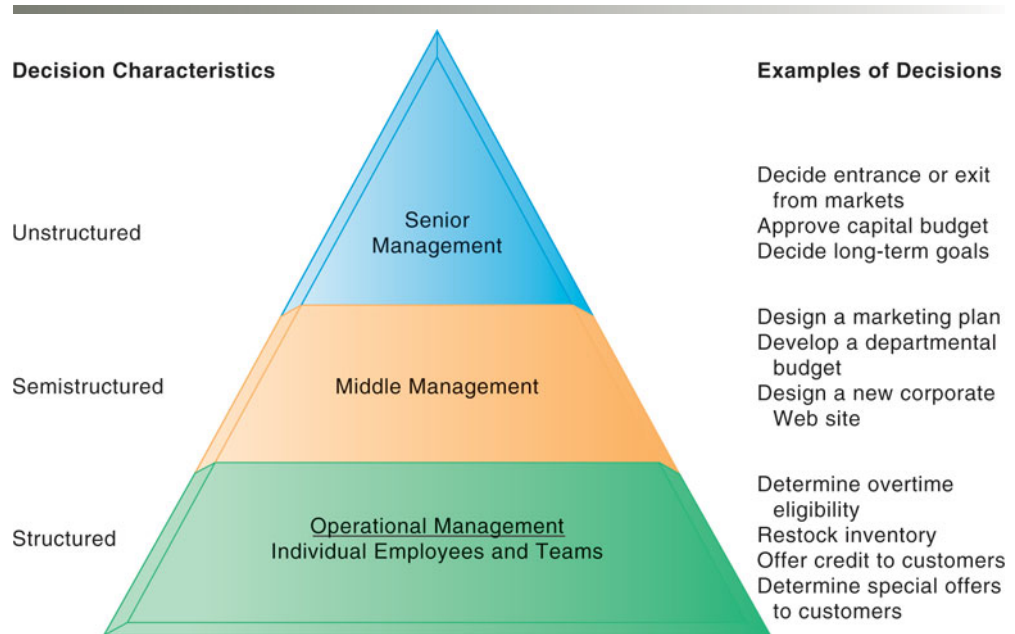 Decision Characteristics
Examples of Decisions
Unstructured
Senior
Management
Decide entrance or exit
from markets
Approve capital budget
Decide long-term goals
Semistructured
Middle Management
Design a marketing plan
Develop a departmental
budget
Design a new corporate
Web site
Structured
Operational Management
Individual Employees and Teams
Determine overtime
eligibility
Restock inventory
Offer credit to customers
Determine special offers
to customers